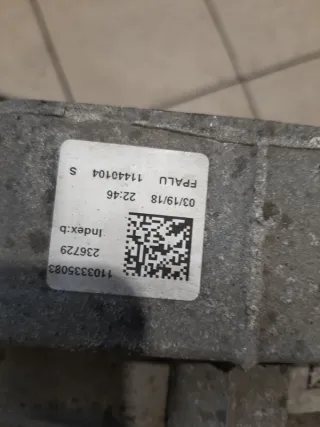 1103335083
236729
Index:b
03/19/18 22:46
FPALU 11440104 S